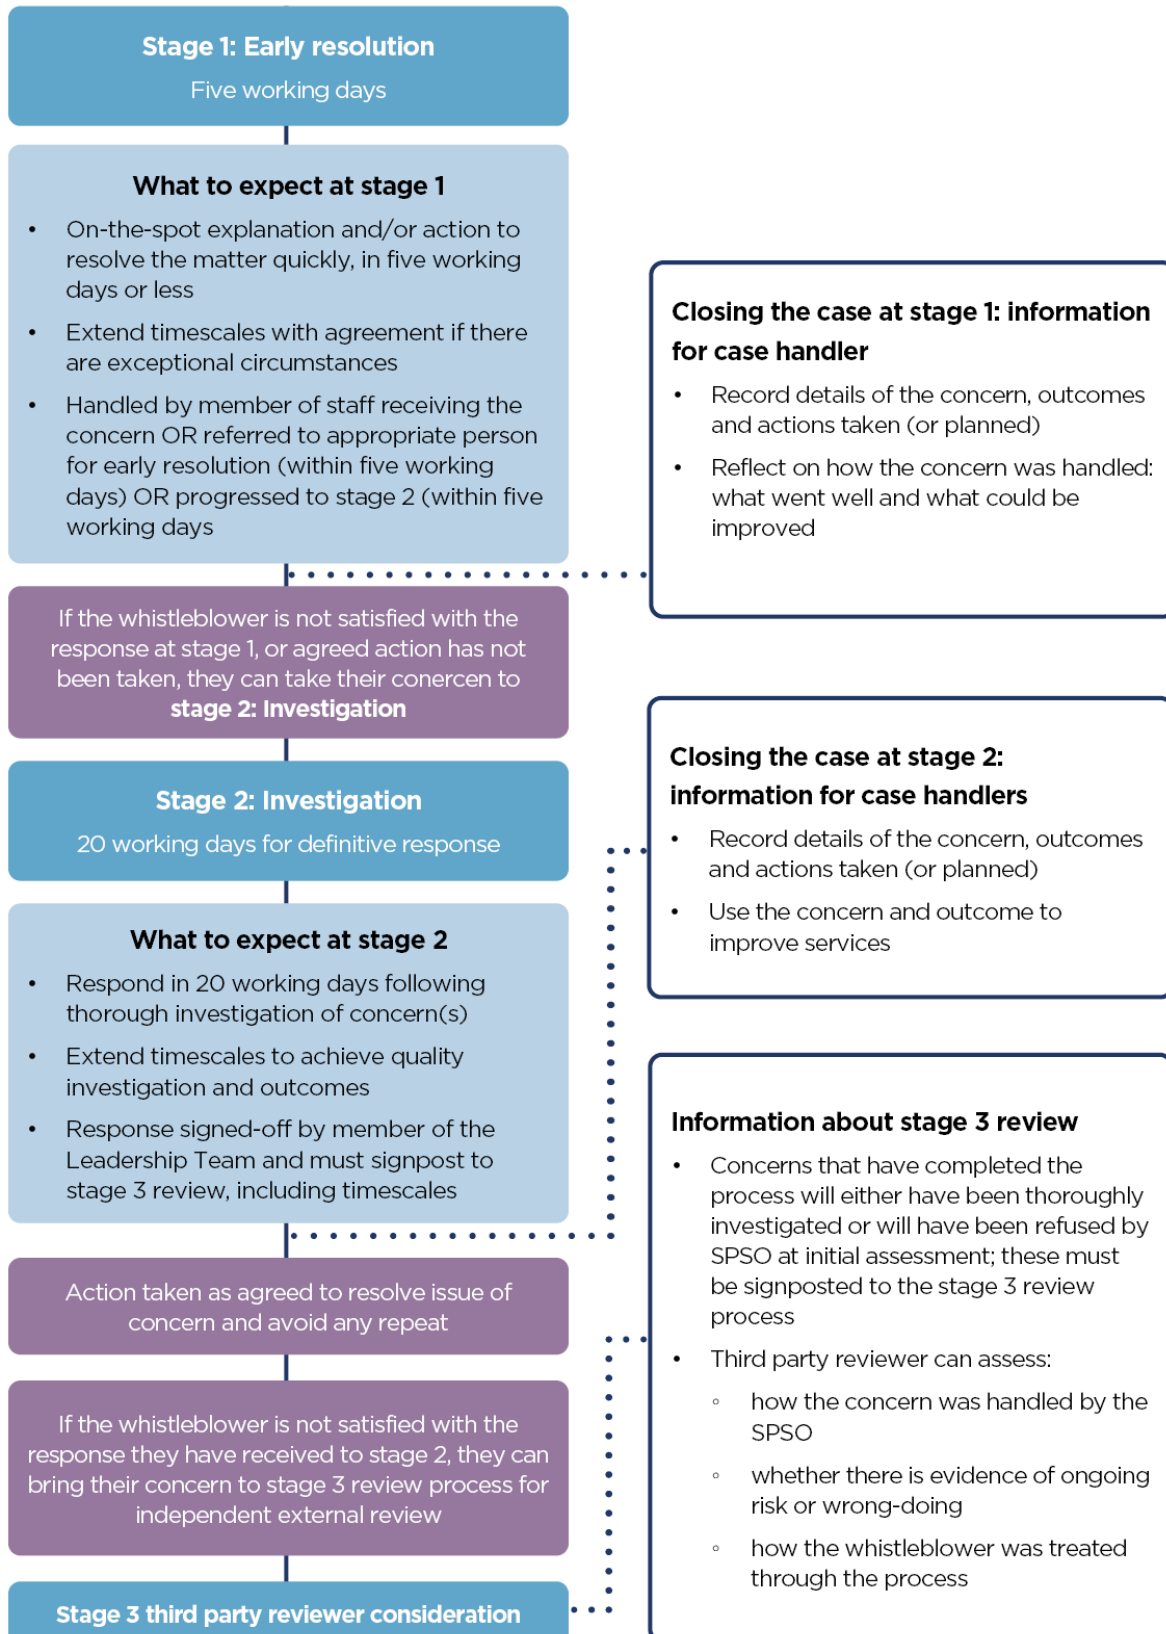 Stage 1: Early resolution
Five working days
What to expect at stage 1
• On-the-spot explanation and/or action to
resolve the matter quickly, in five working
days or less
• Extend timescales with agreement if there
are exceptional circumstances
• Handled by member of staff receiving the
concern OR referred to appropriate person
for early resolution (within five working
days) OR progressed to stage 2 (within five
working days
Closing the case at stage 1: information
for case handler
• Record details of the concern, outcomes
and actions taken (or planned)
• Reflect on how the concern was handled:
what went well and what could be
improved
If the whistleblower is not satisfied with the
response at stage 1, or agreed action has not
been taken, they can take their conercen to
stage 2: Investigation
Stage 2: Investigation
20 working days for definitive response
What to expect at stage 2
• Respond in 20 working days following
thorough investigation of concern(s)
• Extend timescales to achieve quality
investigation and outcomes
• Response signed-off by member of the
Leadership Team and must signpost to
stage 3 review, including timescales
Closing the case at stage 2:
information for case handlers
• Record details of the concern, outcomes
and actions taken (or planned)
• Use the concern and outcome to
improve services
Action taken as agreed to resolve issue of
concern and avoid any repeat
If the whistleblower is not satisfied with the
response they have received to stage 2, they can
bring their concern to stage 3 review process for
independent external review
Stage 3 third party reviewer consideration
Information about stage 3 review
• Concerns that have completed the
process will either have been thoroughly
investigated or will have been refused by
SPSO at initial assessment; these must
be signposted to the stage 3 review
process
• Third party reviewer can assess:
◦ how the concern was handled by the
SPSO
◦ whether there is evidence of ongoing
risk or wrong-doing
◦ how the whistleblower was treated
through the process